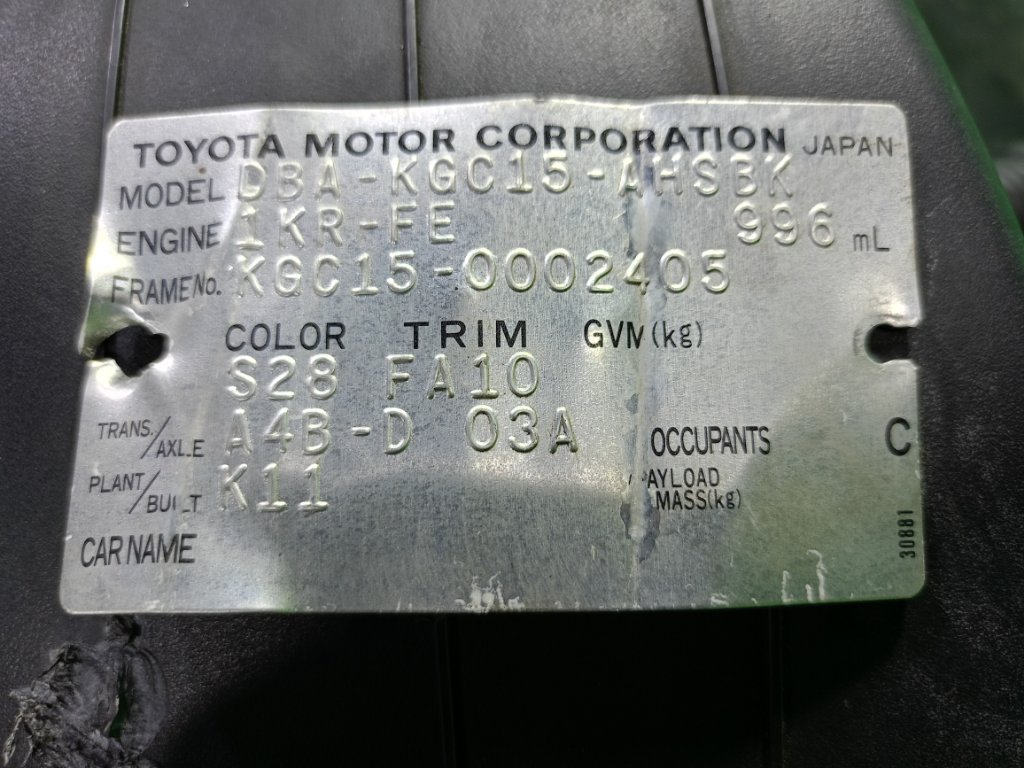 TOYOTA MOTOR CORPORATION JAPAN
MODEL DBA-KGC15-AHSBK
ENGINE 1KR-FE 996 mL
FRAME No. KGC15-0002405
COLOR TRIM GVM (kg)
S28 FA10
TRANS./AXLE A4B-D 03A OCCUPANTS C
PLANT/BUILT K11 PAYLOAD MASS(kg)
CAR NAME
30881